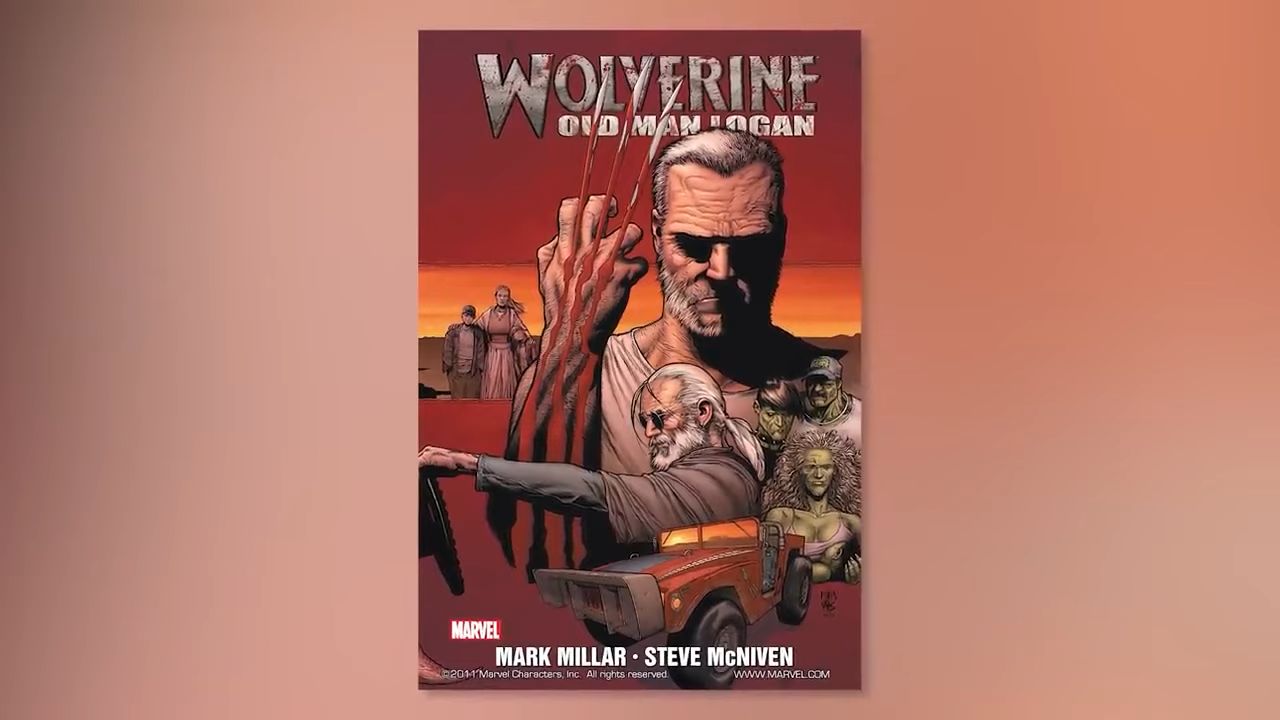 WOLVERINE
OLD MAN LOGAN
MARVEL
MARK MILLAR • STEVE McNIVEN
©2011 Marvel Characters, Inc. All rights reserved.
WWW.MARVEL.COM